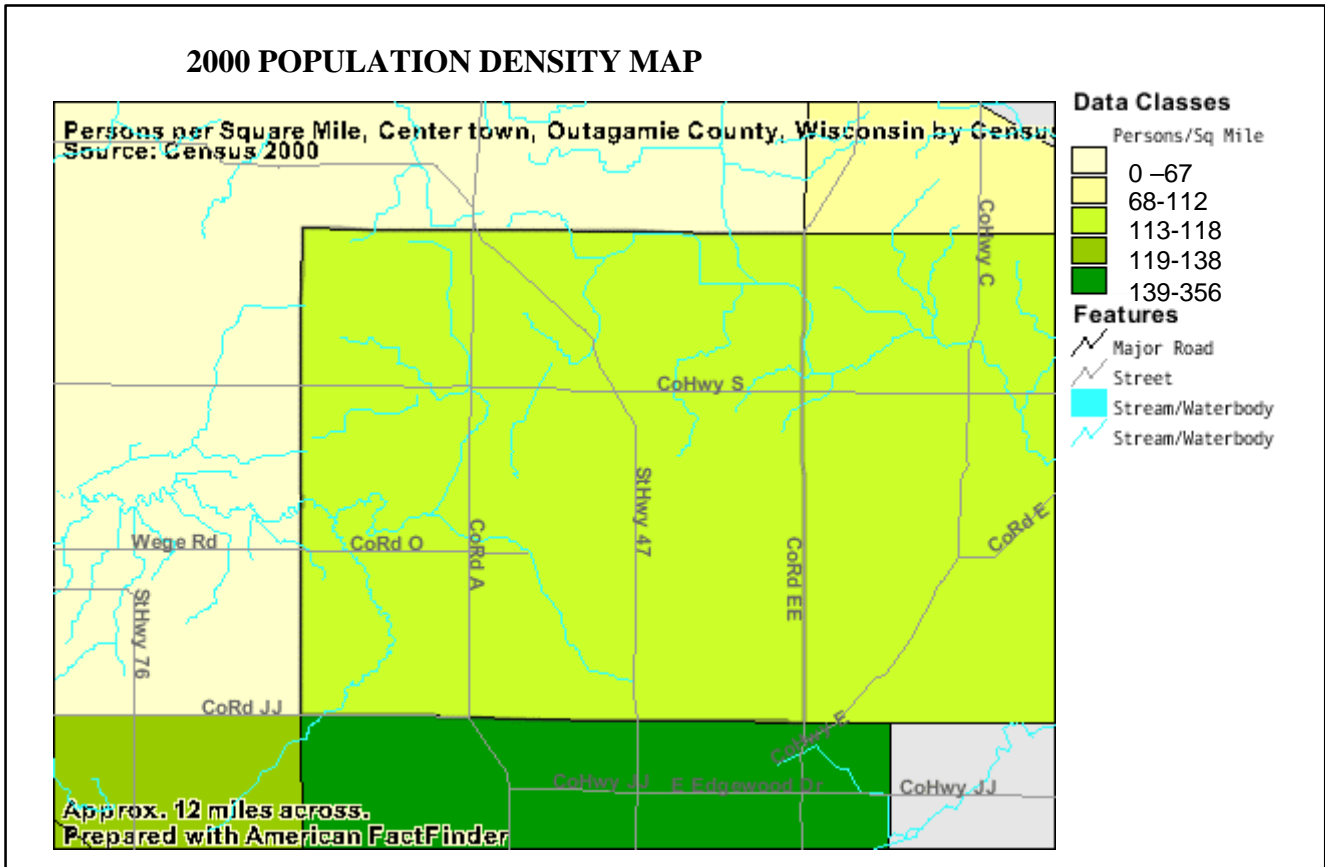 2000 POPULATION DENSITY MAP
Persons per Square Mile, Center town, Outagamie County, Wisconsin by Census
Source: Census 2000
Data Classes
Persons/Sq Mile
0 –67
68-112
113-118
119-138
139-356
Features
Major Road
Street
Stream/Waterbody
Stream/Waterbody
CoHwy C
CoHwy S
StHwy 47
CoRd E
Wege Rd
CoRd O
CoRd A
CoRd EE
StHwy 76
CoRd JJ
CoHwy E
CoHwy JJ
E Edgewood Dr
CoHwy JJ
Approx. 12 miles across.
Prepared with American FactFinder